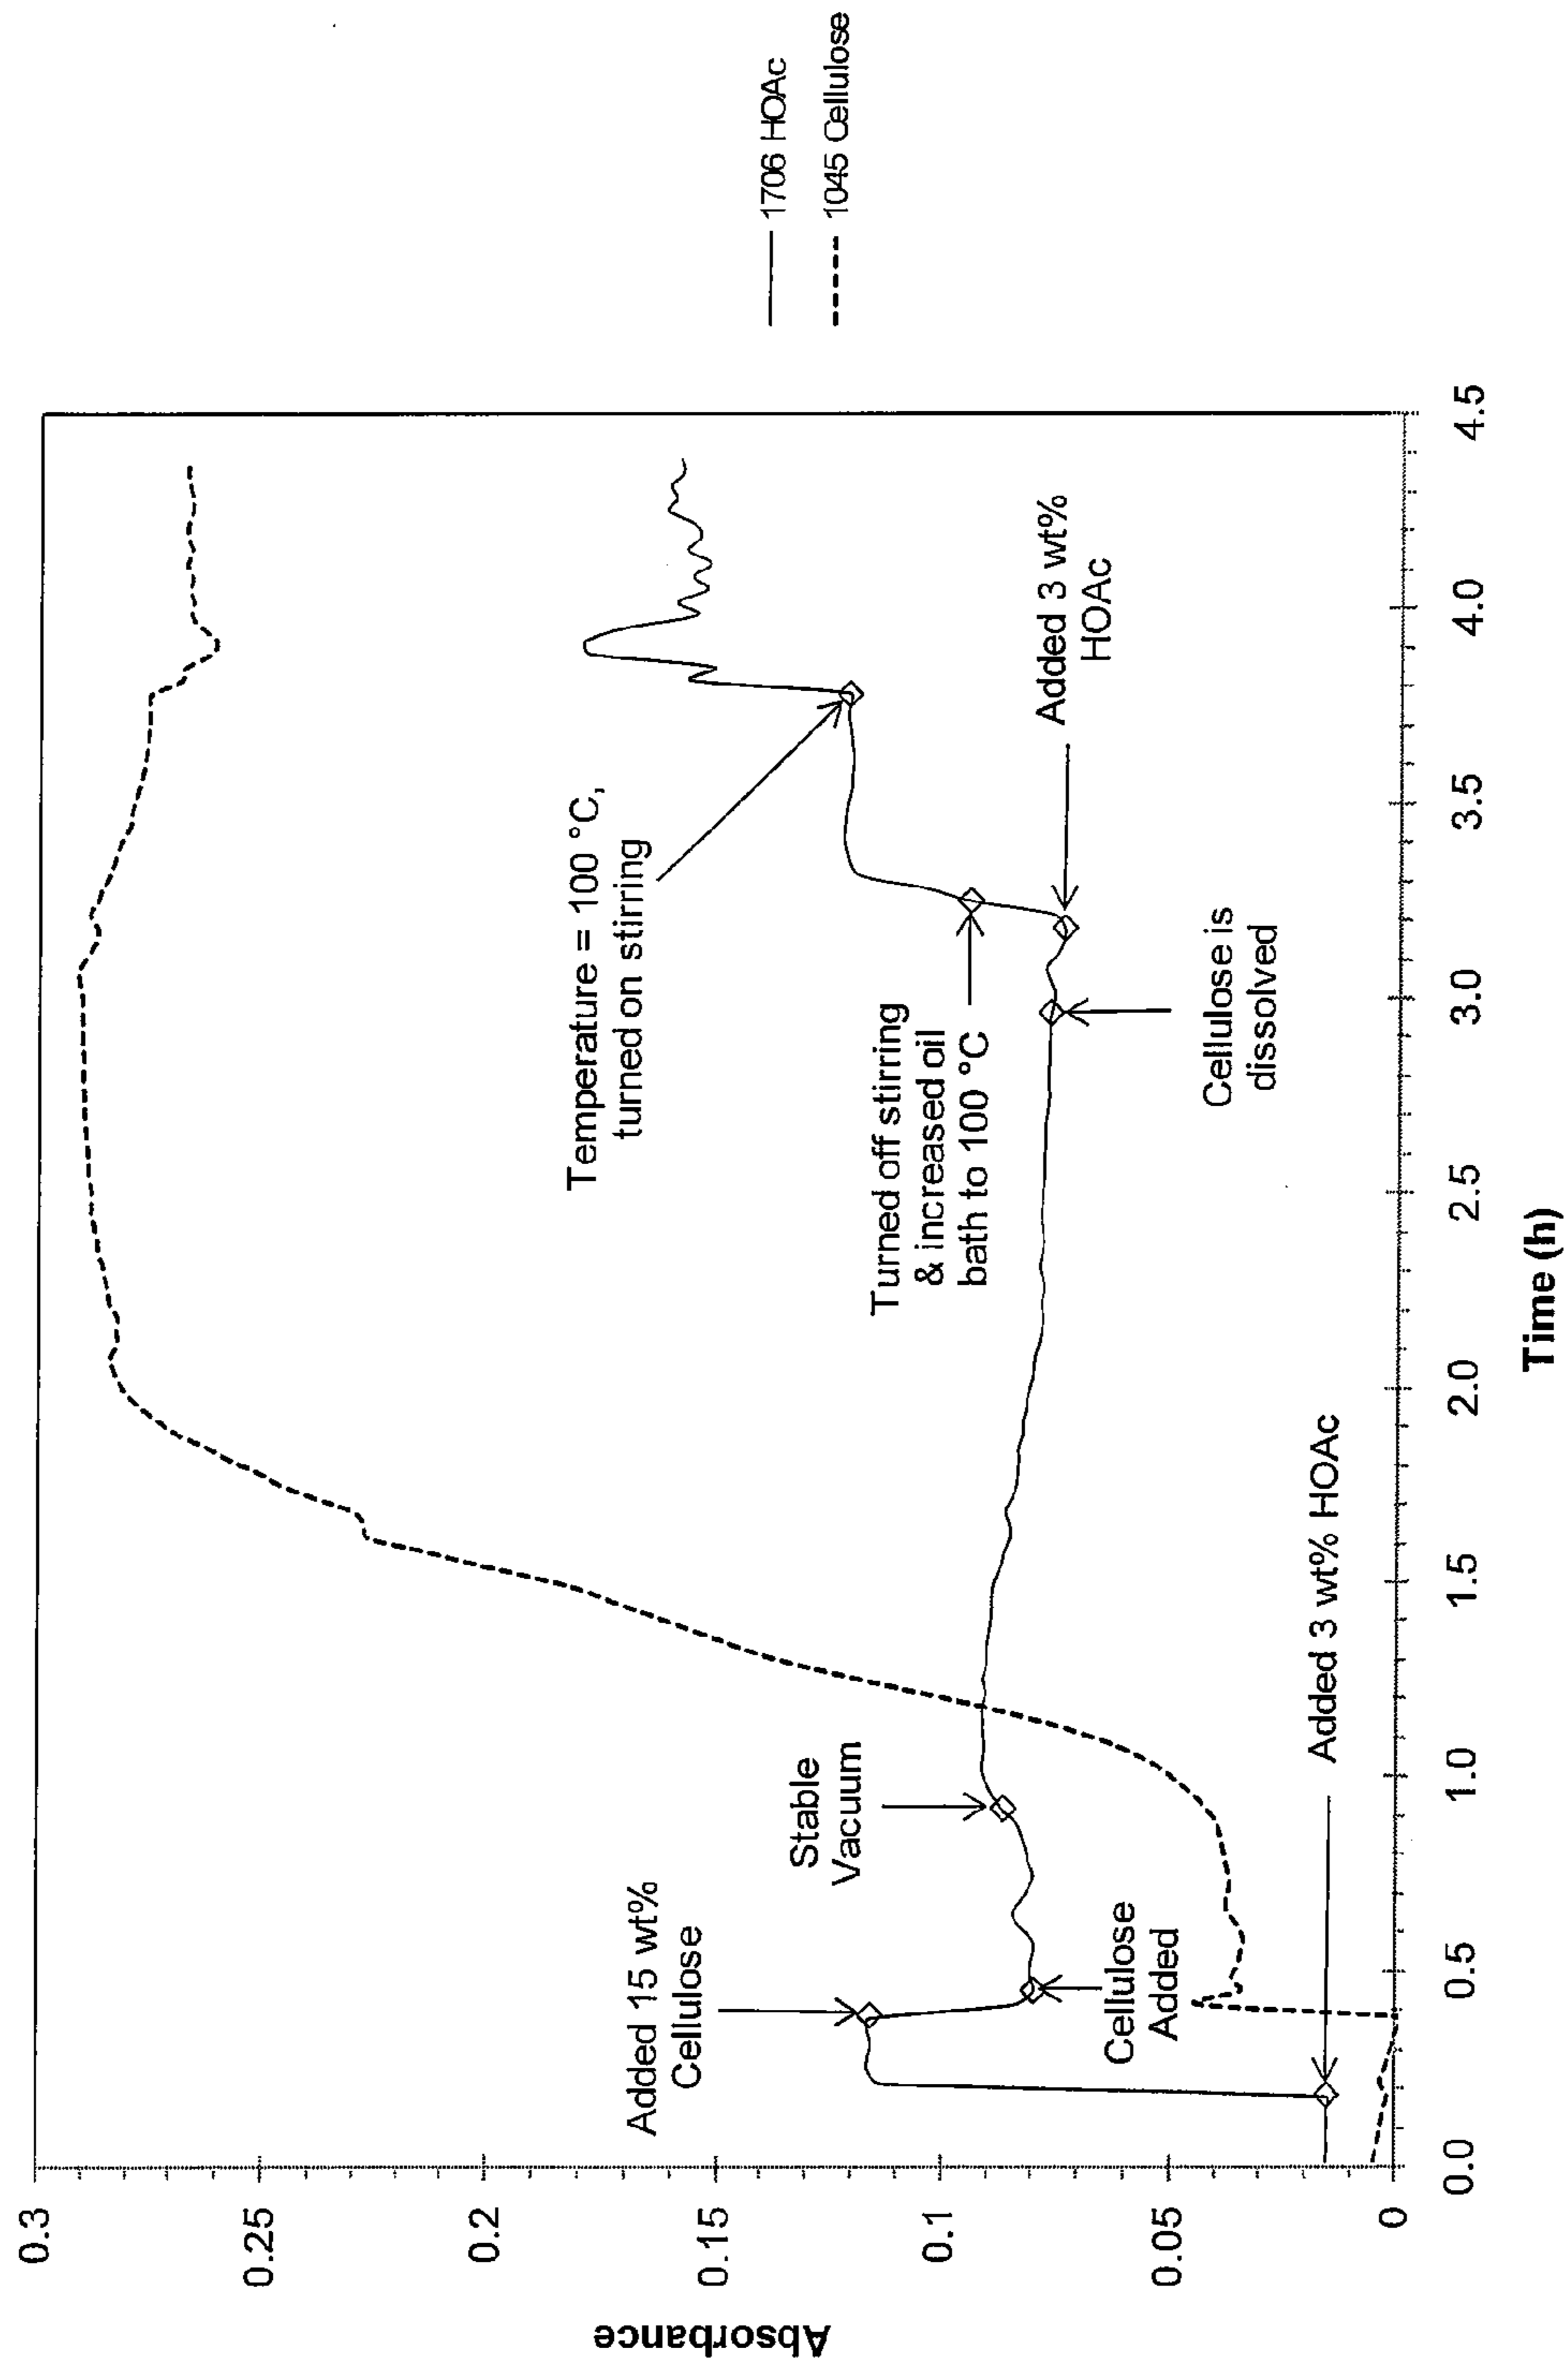 Absorbance
0.3
0.25
0.2
0.15
0.1
0.05
0
Added 15 wt%
Cellulose
Stable
Vacuum
Cellulose
Added
Added 3 wt% HOAc
Temperature = 100 °C,
turned on stirring
Turned off stirring
& increased oil
bath to 100 °C
Cellulose is
dissolved
Added 3 wt%
HOAc
1706 HOAc
1045 Cellulose
0.0
0.5
1.0
1.5
2.0
2.5
3.0
3.5
4.0
4.5
Time (h)